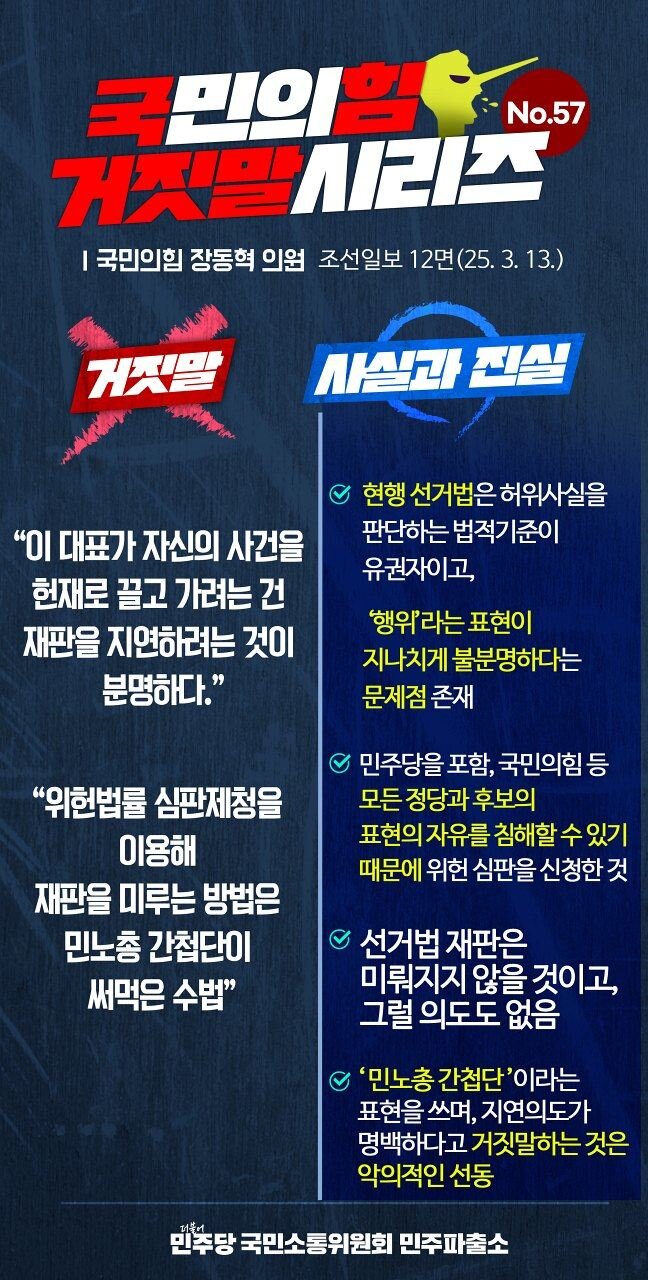 국민의힘
No.57
거짓말시리즈
| 국민의힘 장동혁 의원 조선일보 12면(25. 3. 13.)
거짓말
"이 대표가 자신의 사건을
헌재로 끌고 가려는 건
재판을 지연하려는 것이
분명하다."
"위헌법률 심판제청을
이용해
재판을 미루는 방법은
민노총 간첩단이
써먹은 수법"
사실과 진실
현행 선거법은 허위사실을
판단하는 법적기준이
유권자이고,
'행위'라는 표현이
지나치게 불분명하다는
문제점 존재
민주당을 포함, 국민의힘 등
모든 정당과 후보의
표현의 자유를 침해할 수 있기
때문에 위헌 심판을 신청한 것
선거법 재판은
미뤄지지 않을 것이고,
그럴 의도도 없음
'민노총 간첩단'이라는
표현을 쓰며, 지연의도가
명백하다고 거짓말하는 것은
악의적인 선동
더불어
민주당 국민소통위원회 민주파출소